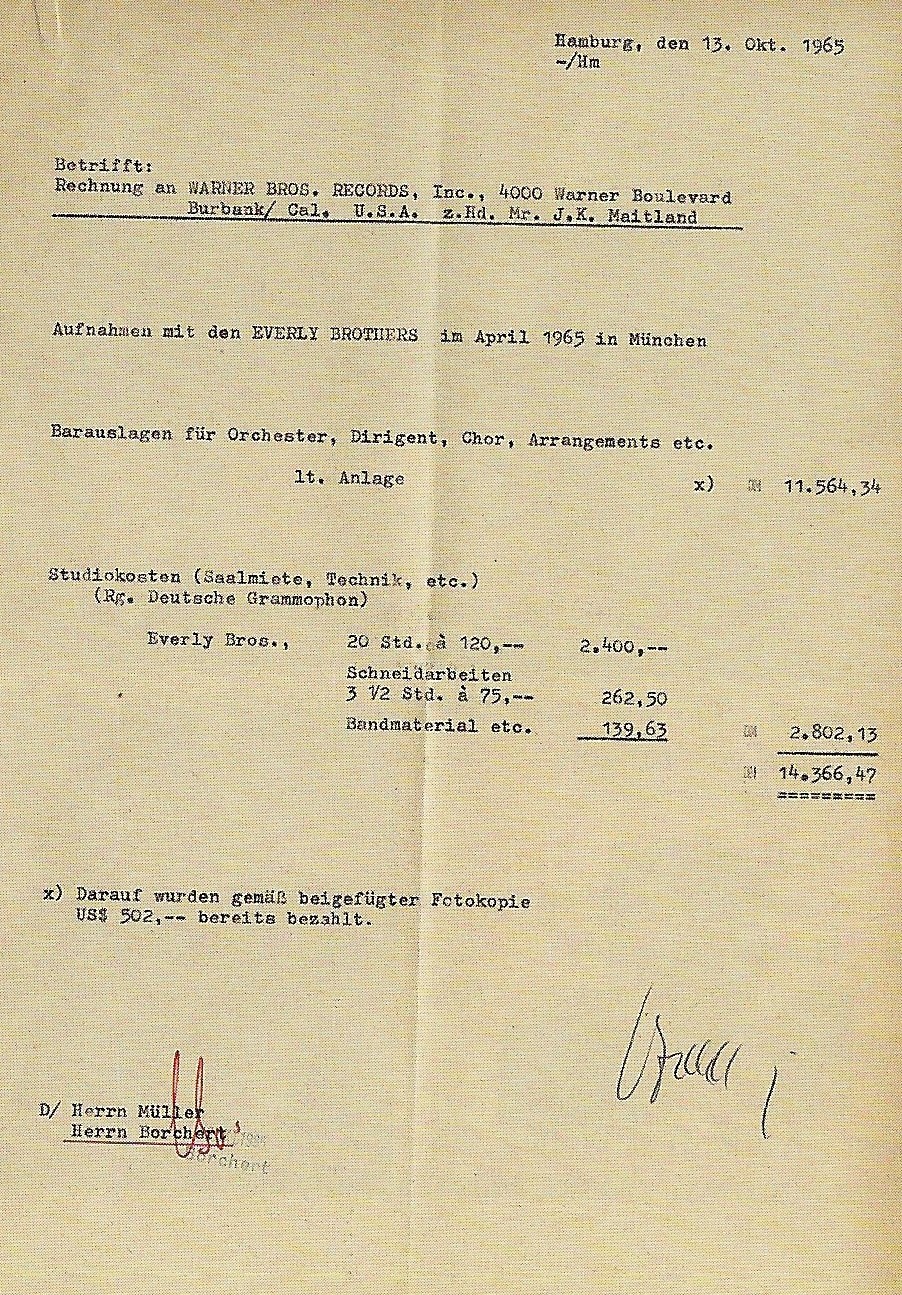 Hamburg, den 13. Okt. 1965
-/Hm
Betrifft:
Rechnung an WARNER BROS. RECORDS, Inc., 4000 Warner Boulevard
Burbank/ Cal. U.S.A. z.Hd. Mr. J.K. Maitland
Aufnahmen mit den EVERLY BROTHERS im April 1965 in München
Barauslagen für Orchester, Dirigent, Chor, Arrangements etc.
lt. Anlage x) DM 11.564,34
Studiokosten (Saalmiete, Technik, etc.)
(Rg. Deutsche Grammophon)
Everly Bros., 20 Std. à 120,-- 2.400,--
Schneidarbeiten
3 1/2 Std. à 75,-- 262,50
Bandmaterial etc. 139,63 DM 2.802,13
DM 14.366,47
=========
x) Darauf wurden gemäß beigefügter Fotokopie
US$ 502,-- bereits bezahlt.
D/ Herrn Müller
Herrn Borchert
Borchert